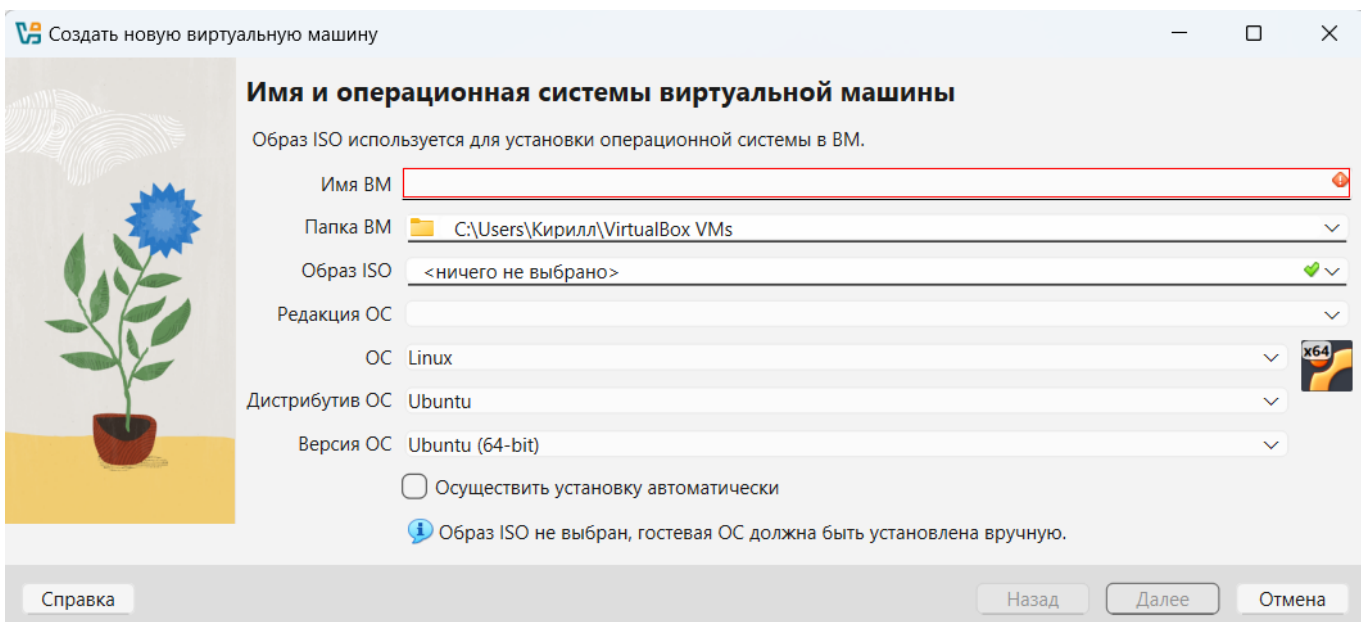 Создать новую виртуальную машину
Имя и операционная системы виртуальной машины
Образ ISO используется для установки операционной системы в ВМ.
Имя ВМ
Папка ВМ C:\Users\Кирилл\VirtualBox VMs
Образ ISO <ничего не выбрано>
Редакция ОС
ОС Linux
x64
Дистрибутив ОС Ubuntu
Версия ОС Ubuntu (64-bit)
Осуществить установку автоматически
Образ ISO не выбран, гостевая ОС должна быть установлена вручную.
Справка Назад Далее Отмена